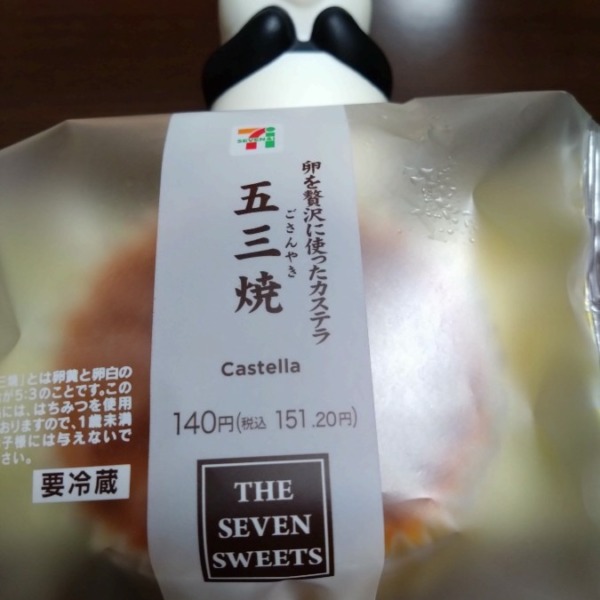 卵を贅沢に使ったカステラ
五三焼
ごさんやき
Castella
140円(税込 151.20円)
三焼」とは卵黄と卵白の
が5:3のことです。この
には、はちみつを使用
おりますので、1歳未満
子様には与えないで
さい。
要冷蔵
THE
SEVEN
SWEETS